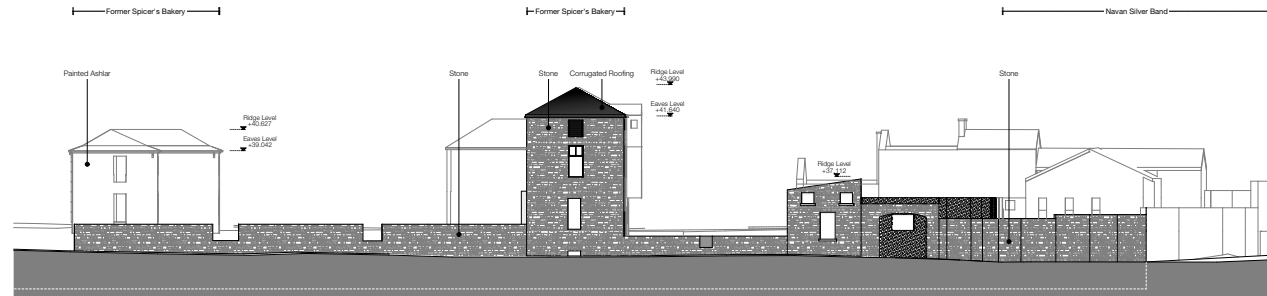 Former Spicer's Bakery
Former Spicer's Bakery
Navan Silver Band
Painted Ashlar
Stone
Stone
Corrugated Roofing
Stone
Ridge Level
+43.990
Eaves Level
+41.640
Ridge Level
+40.627
Eaves Level
+39.042
Ridge Level
+37.112